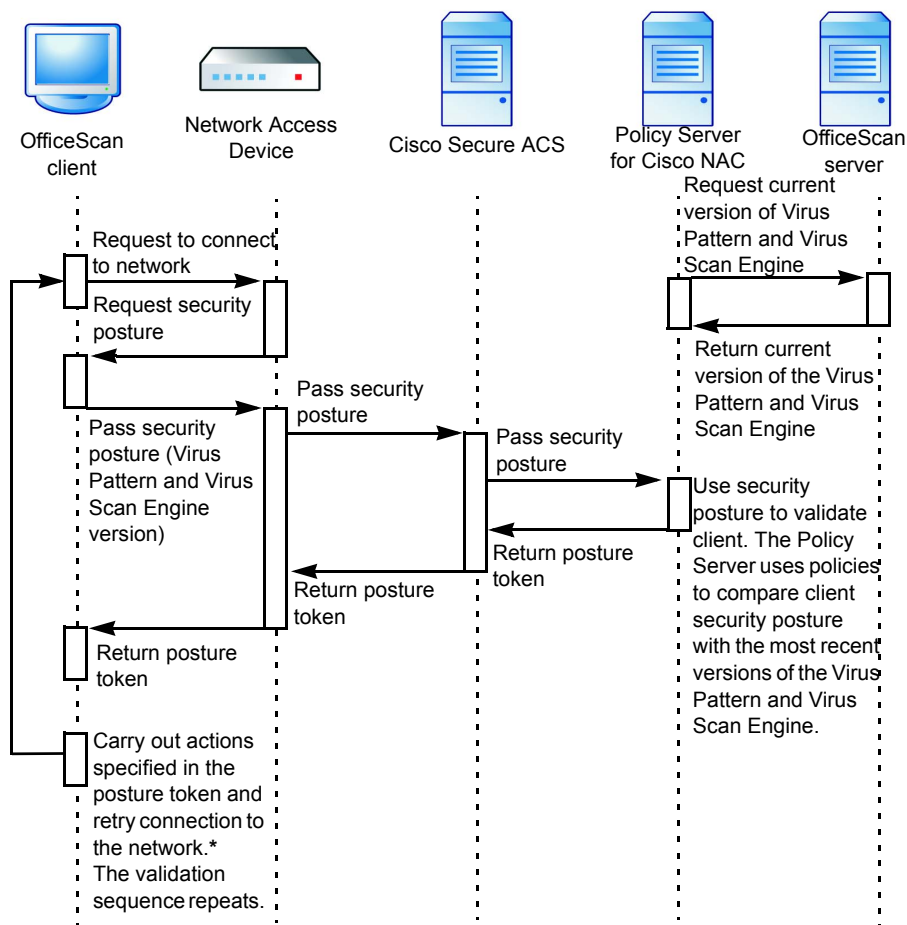 OfficeScan
client
Network Access
Device
Cisco Secure ACS
Policy Server
for Cisco NAC
OfficeScan
server
Request current
version of Virus
Pattern and Virus
Scan Engine
Request to connect
to network
Request security
posture
Return current
version of the Virus
Pattern and Virus
Scan Engine
Pass security
posture
Pass security
posture (Virus
Pattern and Virus
Scan Engine
version)
Pass security
posture
Use security
posture to validate
client. The Policy
Server uses policies
to compare client
security posture
with the most recent
versions of the Virus
Pattern and Virus
Scan Engine.
Return posture
token
Return posture
token
Return posture
token
Carry out actions
specified in the
posture token and
retry connection to
the network.*
The validation
sequence repeats.